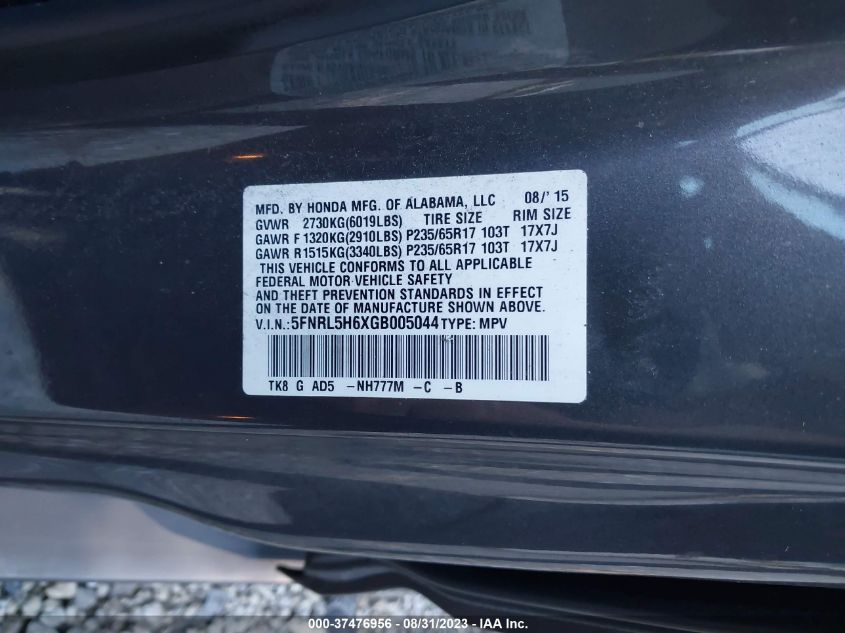 MFD. BY HONDA MFG. OF ALABAMA, LLC 08/' 15
GVWR 2730KG(6019LBS) TIRE SIZE RIM SIZE
GAWR F 1320KG(2910LBS) P235/65R17 103T 17X7J
GAWR R1515KG(3340LBS) P235/65R17 103T 17X7J
THIS VEHICLE CONFORMS TO ALL APPLICABLE
FEDERAL MOTOR-VEHICLE SAFETY
AND THEFT PREVENTION STANDARDS IN EFFECT
ON THE DATE OF MANUFACTURE SHOWN ABOVE.
V.I.N.: 5FNRL5H6XGB005044 TYPE: MPV
TK8 G AD5 -NH777M -C -B
000-37476956 - 08/31/2023 - IAA Inc.